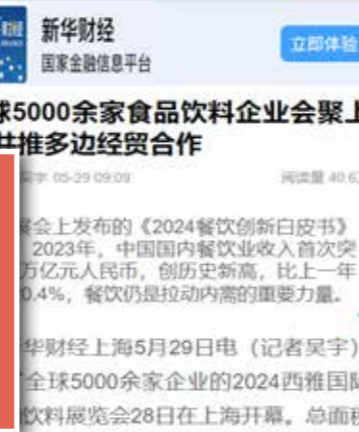 新华财经
国家金融信息平台
立即体验
球5000余家食品饮料企业会聚上
共推多边经贸合作
05-29 09:09
阅读量 40.6
会上发布的《2024餐饮创新白皮书》
2023年，中国国内餐饮业收入首次突
万亿元人民币，创历史新高，比上一年
0.4%，餐饮仍是拉动内需的重要力量。
华财经上海5月29日电（记者吴宇）
全球5000余家企业的2024西雅国际
饮料展览会28日在上海开幕。总面积